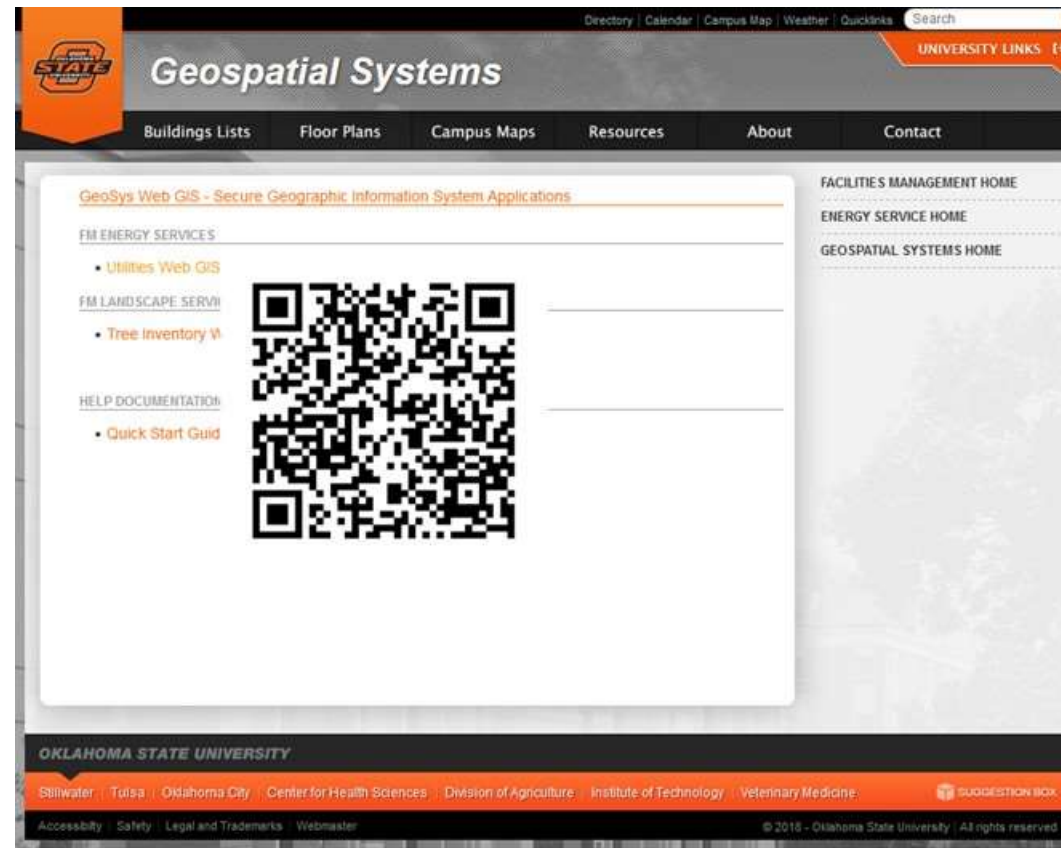 Directory | Calendar | Campus Map | Weather | Quicklinks Search
STATE
UNIVERSITY LINKS
Geospatial Systems
Buildings Lists Floor Plans Campus Maps Resources About Contact
GeoSys Web GIS - Secure Geographic Information System Applications
FM ENERGY SERVICES
• Utilities Web GIS
FM LANDSCAPE
• Tree Inventory
HELP DOCUMENTATION
• Quick Start
FACILITIES MANAGEMENT HOME
ENERGY SERVICE HOME
GEOSPATIAL SYSTEMS HOME
OKLAHOMA STATE UNIVERSITY
Stillwater | Tulsa | Oklahoma City | Center for Health Sciences | Division of Agriculture | Institute of Technology | Veterinary Medicine SUGGESTION BOX
Accessibility | Safety | Legal and Trademarks | Webmaster © 2018 - Oklahoma State University | All rights reserved